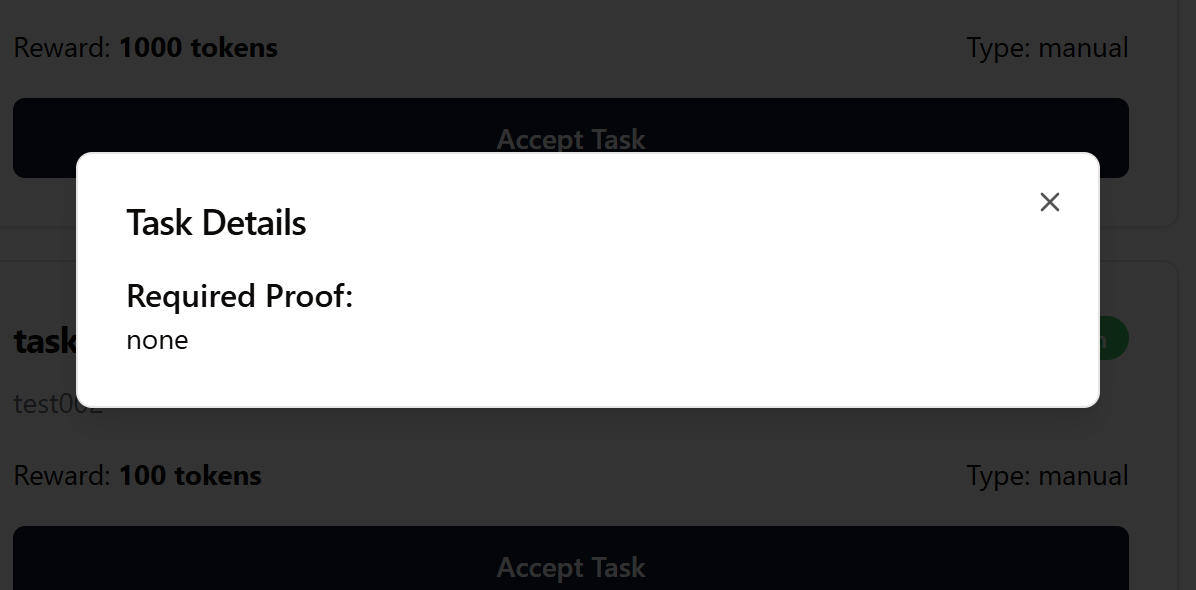 Reward: 1000 tokens
Type: manual
Accept Task
Task Details
Required Proof:
none
task
test002
Reward: 100 tokens
Type: manual
Accept Task